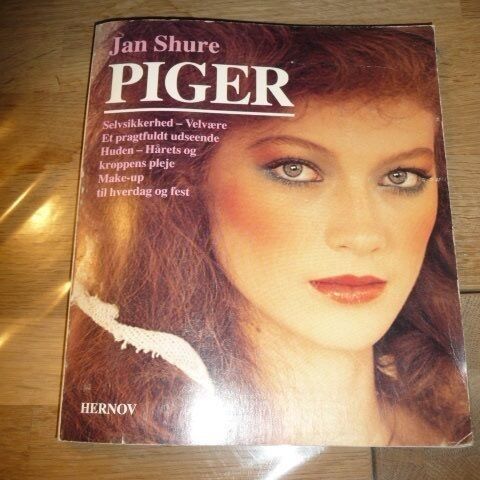 Jan Shure
PIGER
Selvsikkerhed – Velvære
Et pragtfuldt udseende
Huden – Hårets og
kroppens pleje
Make-up
til hverdag og fest
HERNOV